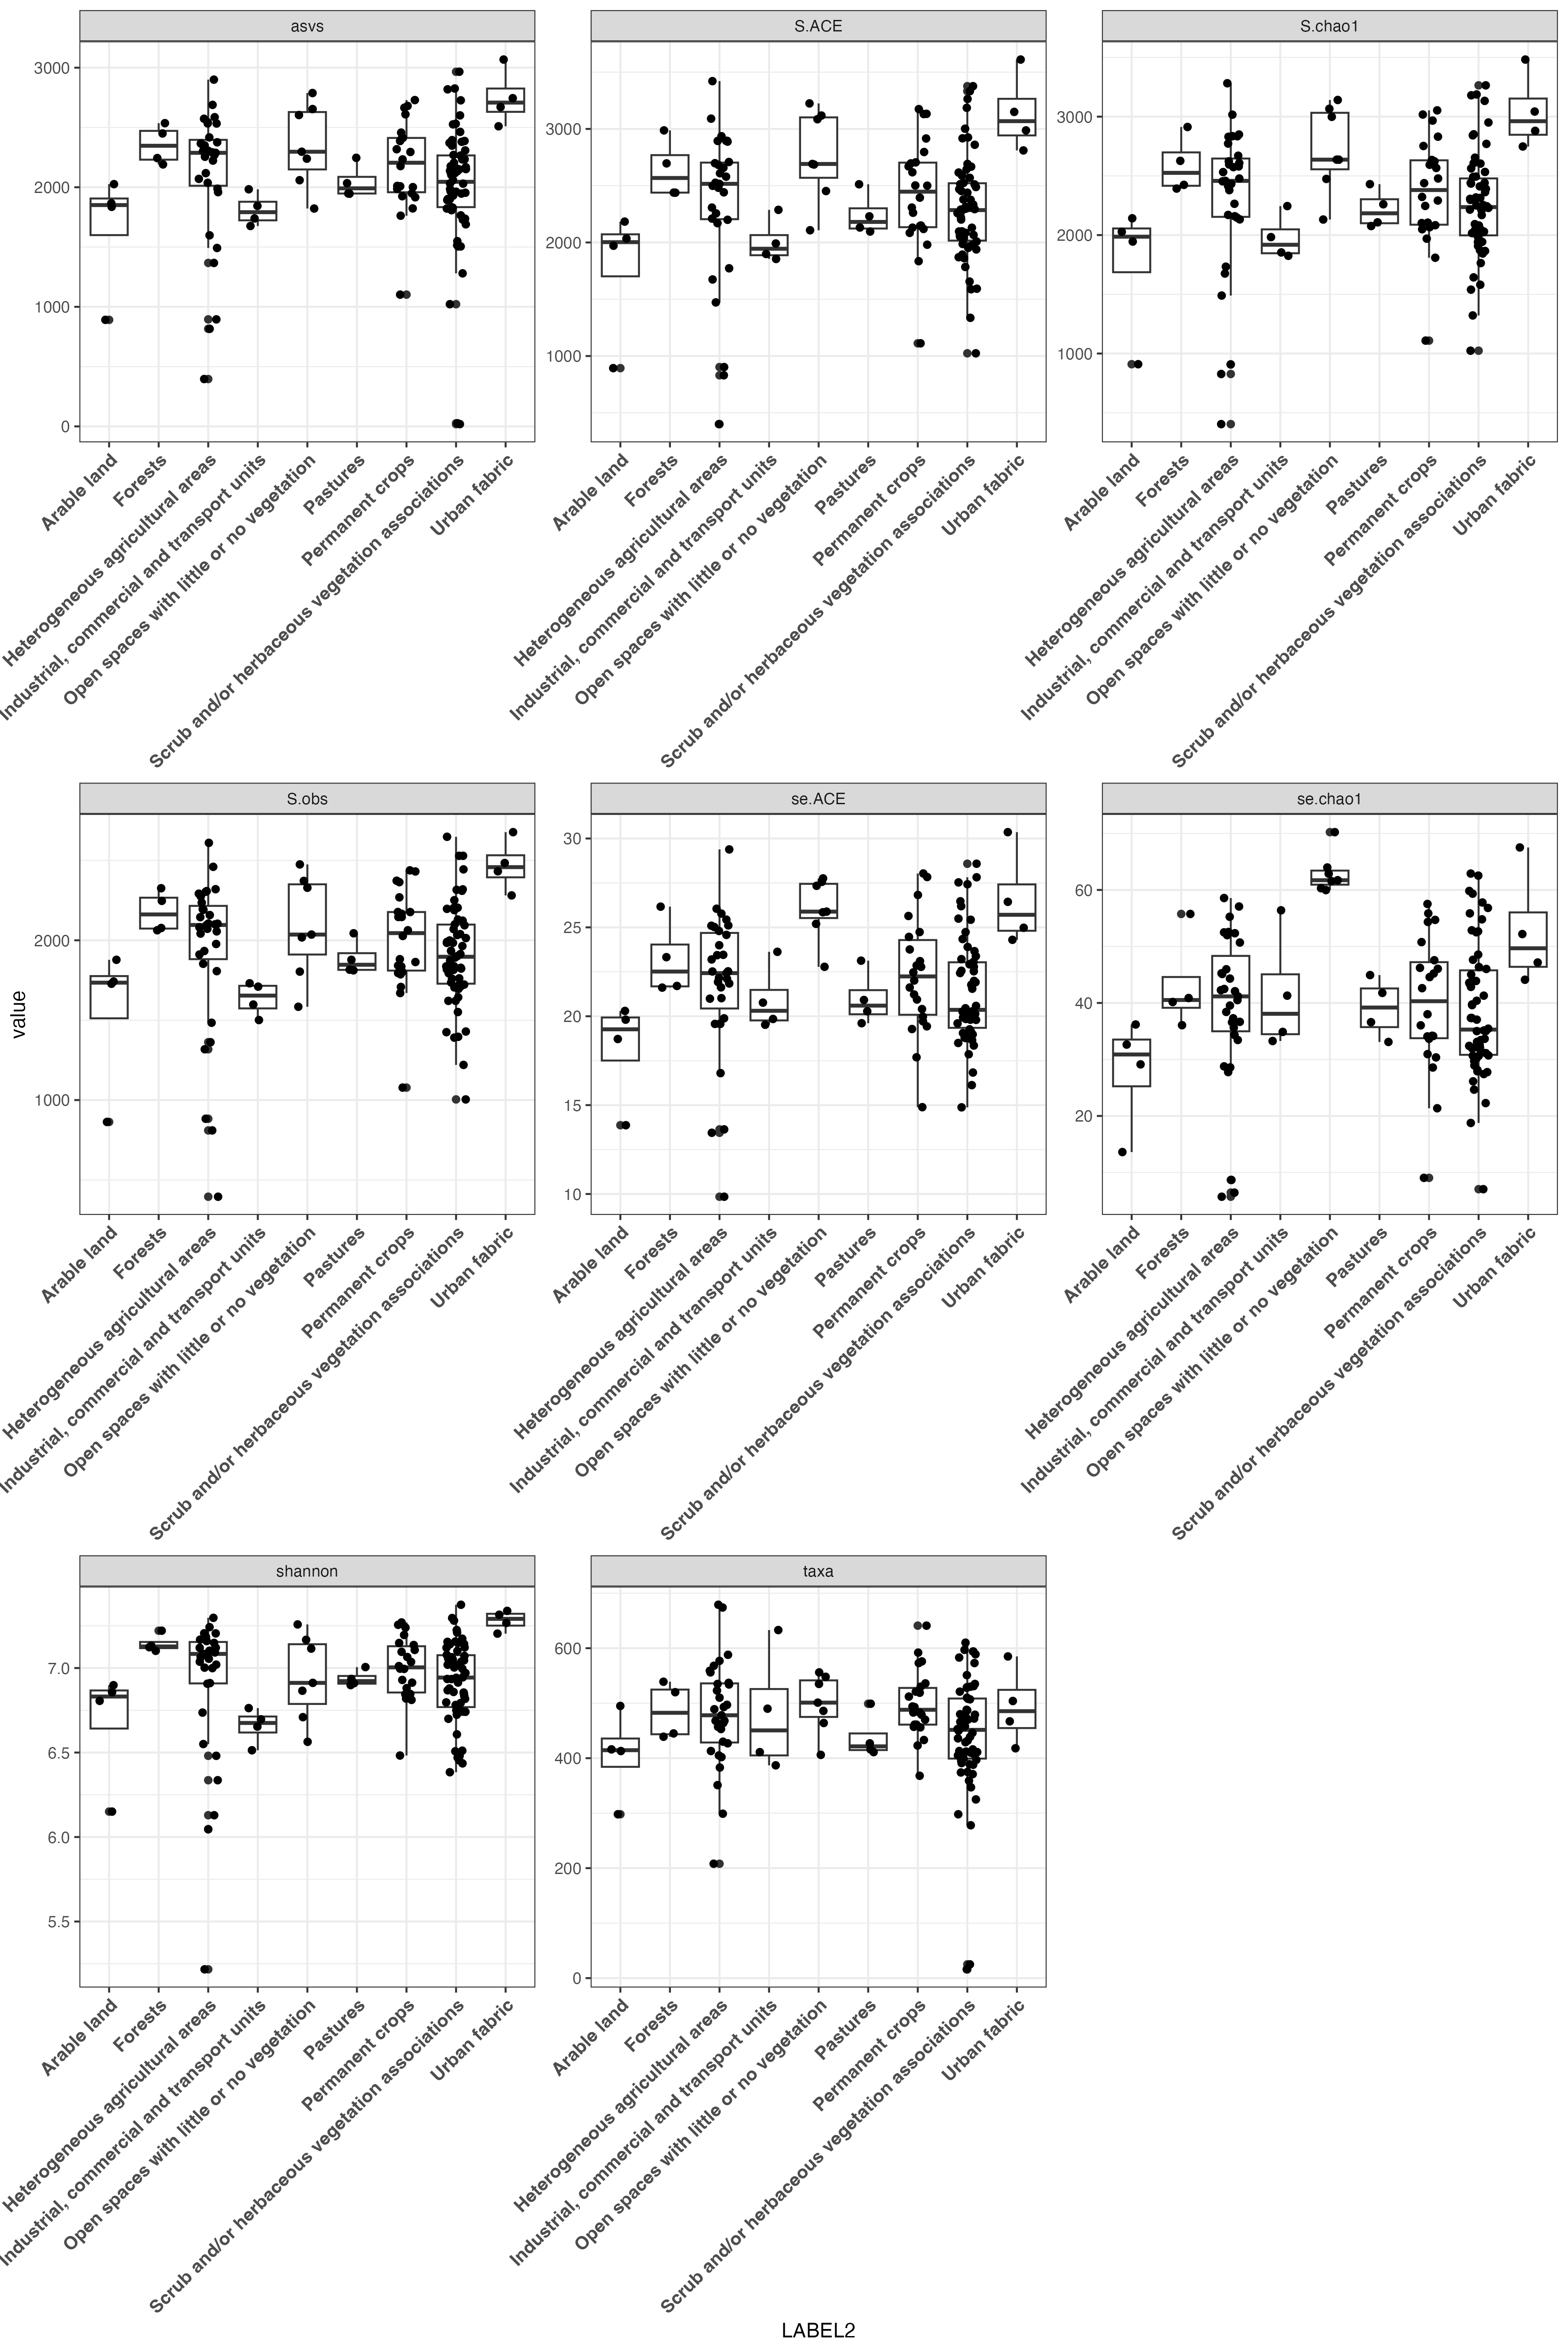 asvs
S.ACE
S.chao1
3000
2000
1000
0
3000
2000
1000
3000
2000
1000
Arable land
Forests
Heterogeneous agricultural areas
Industrial, commercial and transport units
Open spaces with little or no vegetation
Pastures
Permanent crops
Scrub and/or herbaceous vegetation associations
Urban fabric
Arable land
Forests
Heterogeneous agricultural areas
Industrial, commercial and transport units
Open spaces with little or no vegetation
Pastures
Permanent crops
Scrub and/or herbaceous vegetation associations
Urban fabric
Arable land
Forests
Heterogeneous agricultural areas
Industrial, commercial and transport units
Open spaces with little or no vegetation
Pastures
Permanent crops
Scrub and/or herbaceous vegetation associations
Urban fabric
S.obs
se.ACE
se.chao1
value
2000
1000
30
25
20
15
10
60
40
20
Arable land
Forests
Heterogeneous agricultural areas
Industrial, commercial and transport units
Open spaces with little or no vegetation
Pastures
Permanent crops
Scrub and/or herbaceous vegetation associations
Urban fabric
Arable land
Forests
Heterogeneous agricultural areas
Industrial, commercial and transport units
Open spaces with little or no vegetation
Pastures
Permanent crops
Scrub and/or herbaceous vegetation associations
Urban fabric
Arable land
Forests
Heterogeneous agricultural areas
Industrial, commercial and transport units
Open spaces with little or no vegetation
Pastures
Permanent crops
Scrub and/or herbaceous vegetation associations
Urban fabric
shannon
taxa
7.0
6.5
6.0
5.5
600
400
200
0
Arable land
Forests
Heterogeneous agricultural areas
Industrial, commercial and transport units
Open spaces with little or no vegetation
Pastures
Permanent crops
Scrub and/or herbaceous vegetation associations
Urban fabric
Arable land
Forests
Heterogeneous agricultural areas
Industrial, commercial and transport units
Open spaces with little or no vegetation
Pastures
Permanent crops
Scrub and/or herbaceous vegetation associations
Urban fabric
LABEL2